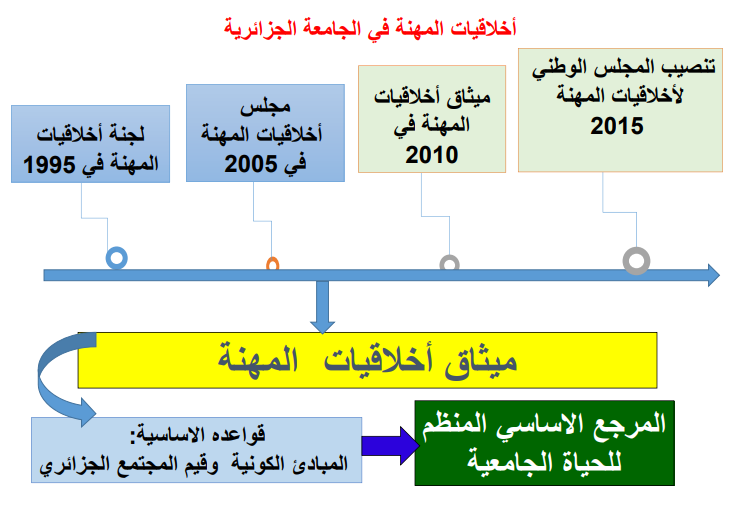 أخلاقيات المهنة في الجامعة الجزائرية
لجنة أخلاقيات
المهنة في 1995
مجلس
أخلاقيات المهنة
في 2005
ميثاق أخلاقيات
المهنة في
2010
تنصيب المجلس الوطني
لأخلاقيات المهنة
2015
ميثاق أخلاقيات المهنة
قواعده الاساسية:
المبادئ الكونية وقيم المجتمع الجزائري
المرجع الاساسي المنظم
للحياة الجامعية